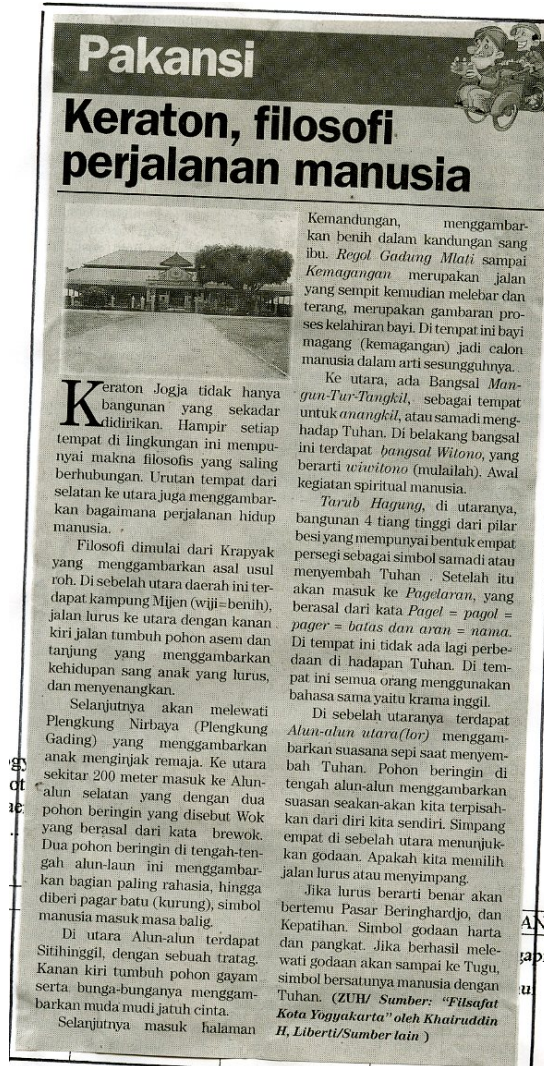 Pakansi
Keraton, filosofi
perjalanan manusia
Keraton Jogja tidak hanya
bangunan yang sekadar
didirikan. Hampir setiap
tempat di lingkungan ini mempu-
nyai makna filosofis yang saling
berhubungan. Urutan tempat dari
selatan ke utara juga menggambar-
kan bagaimana perjalanan hidup
manusia.
Filosofi dimulai dari Krapyak
yang menggambarkan asal usul
roh. Di sebelah utara daerah ini ter-
dapat kampung Mijen (wiji=benih),
jalan lurus ke utara dengan kanan
kiri jalan tumbuh pohon asem dan
tanjung yang menggambarkan
kehidupan sang anak yang lurus,
dan menyenangkan.
Selanjutnya akan melewati
Plengkung Nirbaya (Plengkung
Gading) yang menggambarkan
anak menginjak remaja. Ke utara
sekitar 200 meter masuk ke Alun-
alun selatan yang dengan dua
pohon beringin yang disebut Wok
yang berasal dari kata brewok.
Dua pohon beringin di tengah-ten-
gah alun-laun ini menggambar-
kan bagian paling rahasia, hingga
diberi pagar batu (kurung), simbol
manusia masuk masa balig.
Di utara Alun-alun terdapat
Sitihinggil, dengan sebuah tratag.
Kanan kiri tumbuh pohon gayam
serta bunga-bunganya menggam-
barkan muda mudi jatuh cinta.
Selanjutnya masuk halaman
Kemandungan, menggambar-
kan benih dalam kandungan sang
ibu. Regol Gadung Mlati sampai
Kemagangan merupakan jalan
yang sempit kemudian melebar dan
terang, merupakan gambaran pro-
ses kelahiran bayi. Di tempat ini bayi
magang (kemagangan) jadi calon
manusia dalam arti sesungguhnya.
Ke utara, ada Bangsal Man-
gun-Tur-Tangkil, sebagai tempat
untuk anangkil, atau samadi meng-
hadap Tuhan. Di belakang bangsal
ini terdapat bangsal Witono, yang
berarti wiwitono (mulailah). Awal
kegiatan spiritual manusia.
Tarub Hagung, di utaranya,
bangunan 4 tiang tinggi dari pilar
besi yang mempunyai bentuk empat
persegi sebagai simbol samadi atau
menyembah Tuhan . Setelah itu
akan masuk ke Pagelaran, yang
berasal dari kata Pagel = pagol =
pager = batas dan aran = nama.
Di tempat ini tidak ada lagi perbe-
daan di hadapan Tuhan. Di tem-
pat ini semua orang menggunakan
bahasa sama yaitu krama inggil.
Di sebelah utaranya terdapat
Alun-alun utara(lor) menggam-
barkan suasana sepi saat menyem-
bah Tuhan. Pohon beringin di
tengah alun-alun menggambarkan
suasan seakan-akan kita terpisah-
kan dari diri kita sendiri. Simpang
empat di sebelah utara menunjuk-
kan godaan. Apakah kita memilih
jalan lurus atau menyimpang.
Jika lurus berarti benar akan
bertemu Pasar Beringhardjo, dan
Kepatihan. Simbol godaan harta
dan pangkat. Jika berhasil mele-
wati godaan akan sampai ke Tugu,
simbol bersatunya manusia dengan
Tuhan. (ZUH/ Sumber: "Filsafat
Kota Yogyakarta" oleh Khairuddin
H, Liberti/Sumber lain )